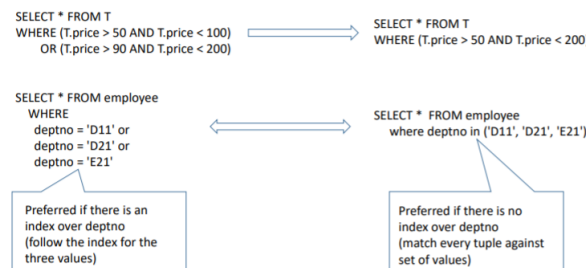 SELECT * FROM T
WHERE (T.price > 50 AND T.price < 100)
OR (T.price > 90 AND T.price < 200)
SELECT * FROM T
WHERE (T.price > 50 AND T.price < 200
SELECT * FROM employee
WHERE
deptno = 'D11' or
deptno = 'D21' or
deptno = 'E21'
SELECT * FROM employee
where deptno in ('D11', 'D21', 'E21')
Preferred if there is an
index over deptno
(follow the index for the
three values)
Preferred if there is no
index over deptno
(match every tuple against
set of values)